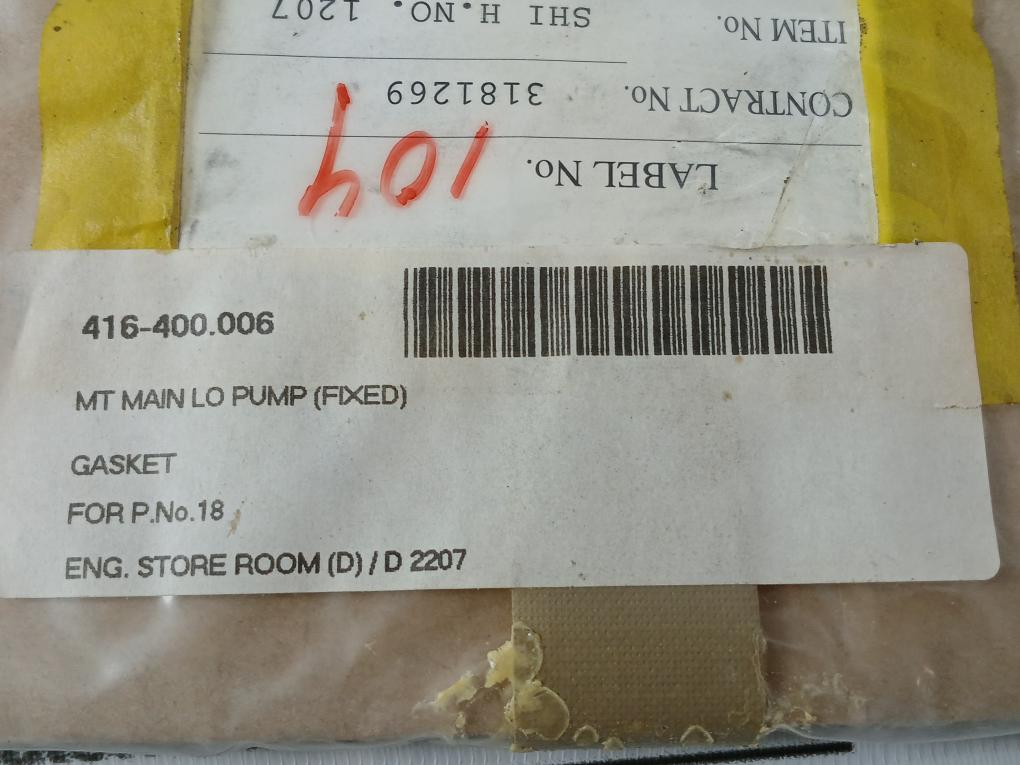 416-400.006
MT MAIN LO PUMP (FIXED)
GASKET
FOR P.No.18
ENG. STORE ROOM (D) / D 2207
LABEL No. 104
CONTRACT No. 3181269
ITEM No. SHI H.NO. 1207